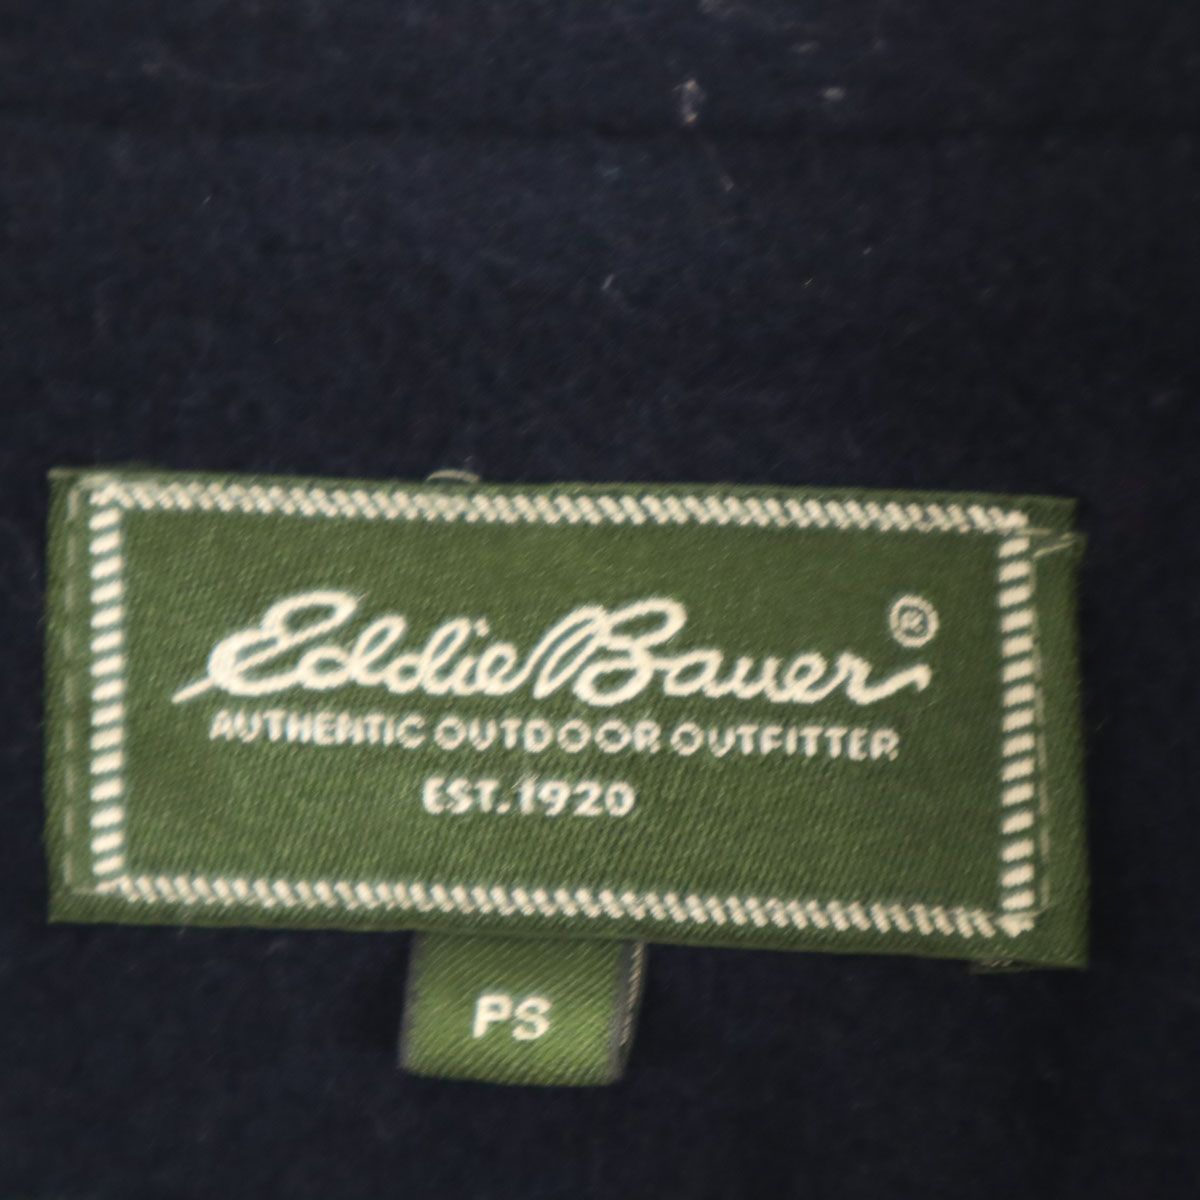 Eddie Bauer®
AUTHENTIC OUTDOOR OUTFITTER
EST. 1920
PS